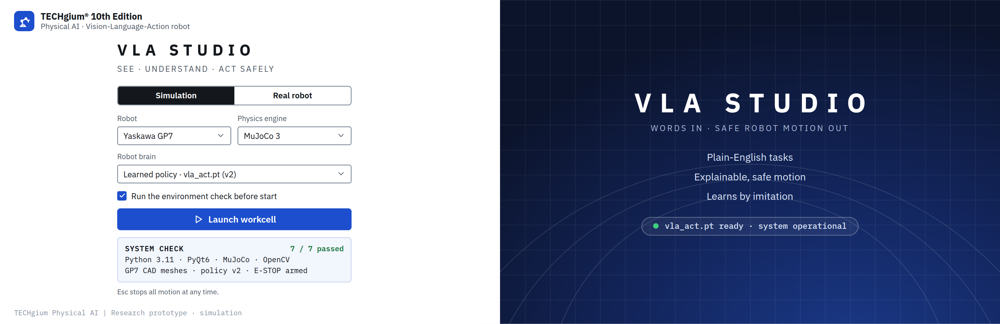 TECHgium® 10th Edition
Physical AI · Vision-Language-Action robot
VLA STUDIO
SEE · UNDERSTAND · ACT SAFELY
Simulation
Real robot
Robot
Physics engine
Yaskawa GP7
MuJoCo 3
Robot brain
Learned policy · vla_act.pt (v2)
Run the environment check before start
Launch workcell
SYSTEM CHECK
7 / 7 passed
Python 3.11 · PyQt6 · MuJoCo · OpenCV
GP7 CAD meshes · policy v2 · E-STOP armed
Esc stops all motion at any time.
TECHgium Physical AI | Research prototype · simulation
VLA STUDIO
WORDS IN · SAFE ROBOT MOTION OUT
Plain-English tasks
Explainable, safe motion
Learns by imitation
vla_act.pt ready · system operational